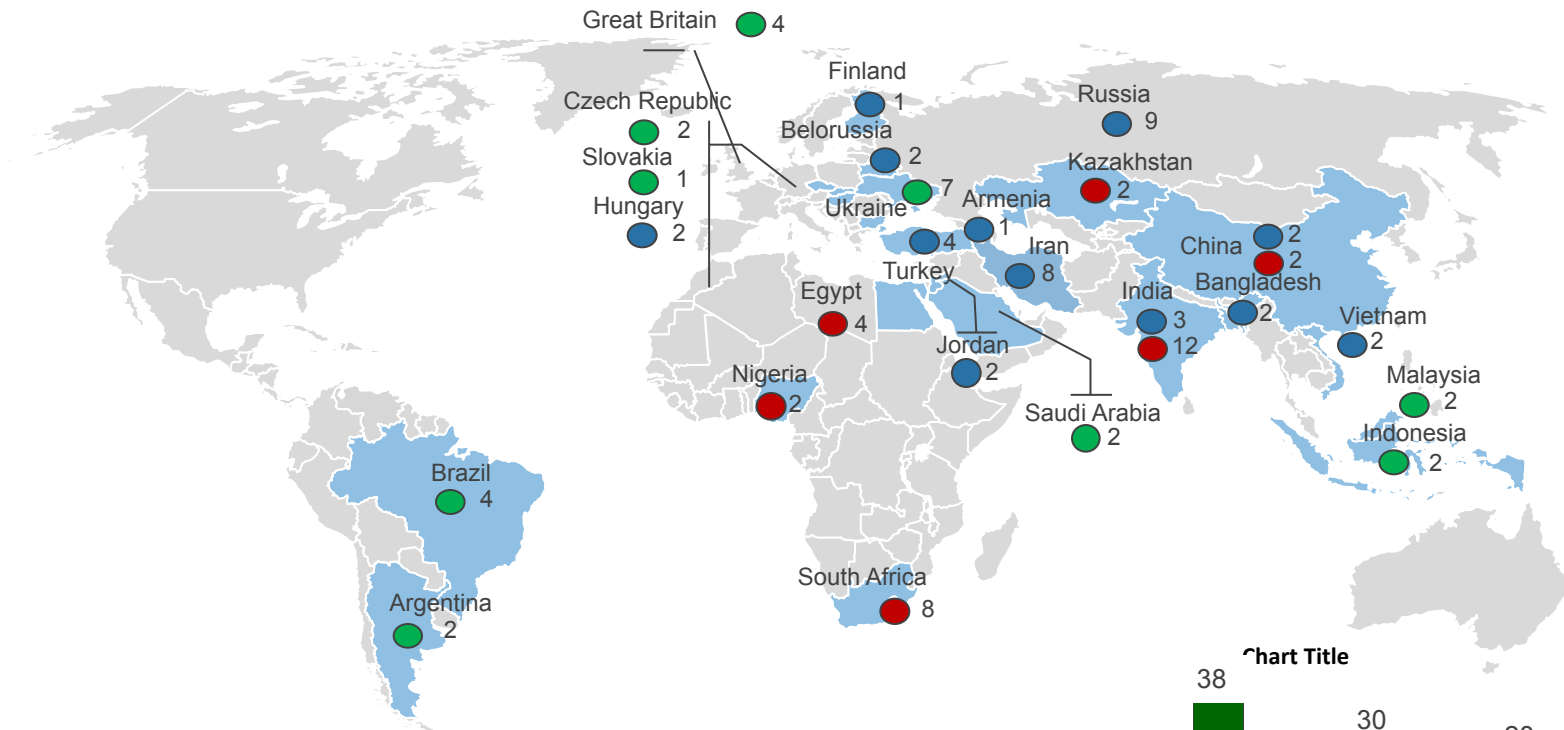 Great Britain 4
Finland
1
Czech Republic
2
Russia
9
Belorussia
2
Slovakia
1
Kazakhstan
2
Hungary
2
7
Ukraine
Armenia
1
4
Turkey
Iran
8
China
2
2
Bangladesh
2
India
3
12
Egypt
4
Vietnam
2
Jordan
2
Nigeria
2
Malaysia
2
Saudi Arabia
2
Indonesia
2
Brazil
4
South Africa
8
Argentina
2
Chart Title
38
30